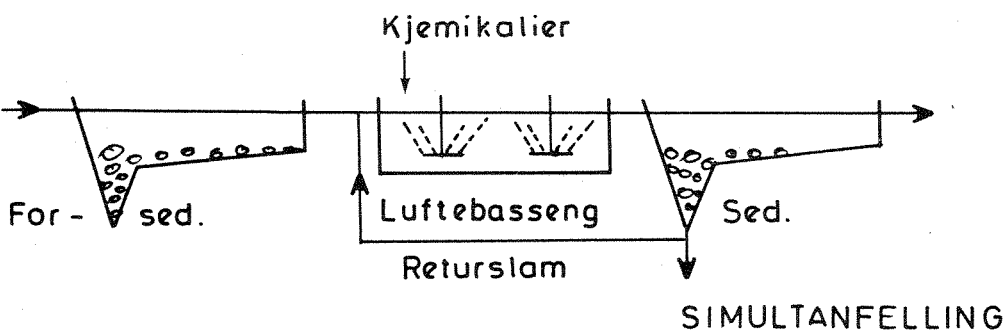 Kjemikalier
For- sed.
Luftebasseng
Sed.
Returslam
SIMULTANFELLING